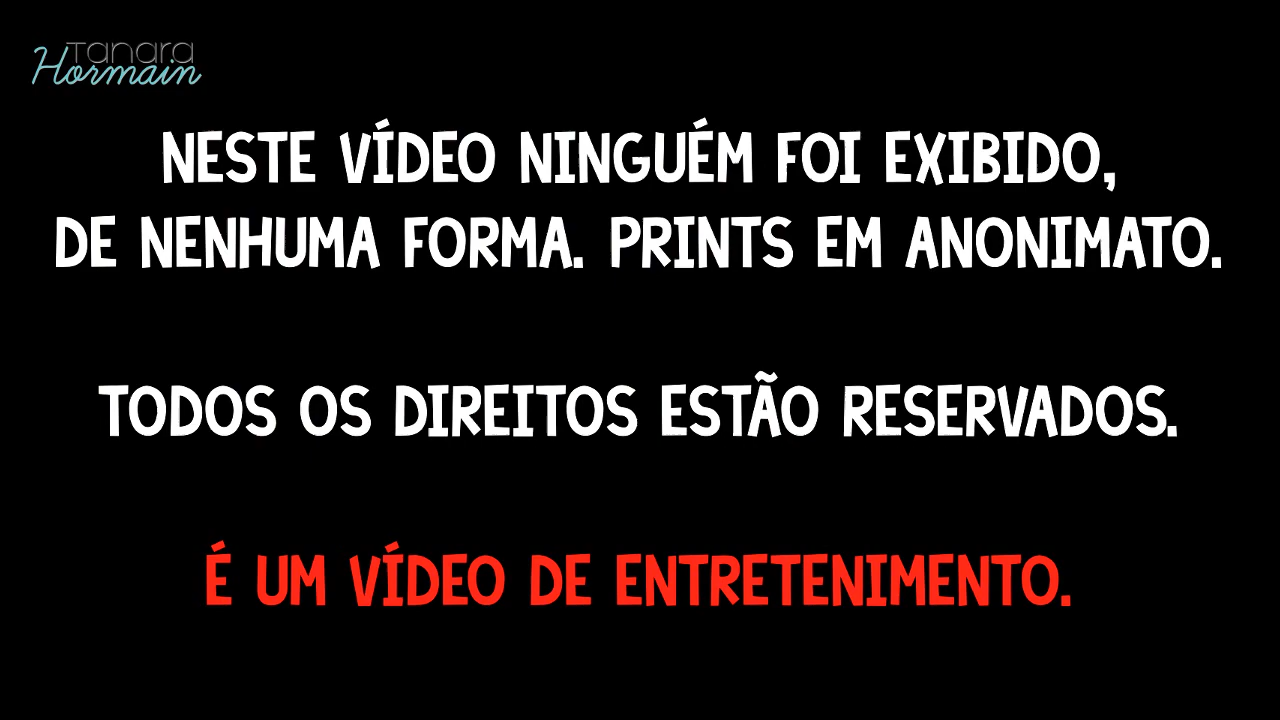 Tanara
Hormain
NESTE VÍDEO NINGUÉM FOI EXIBIDO,
DE NENHUMA FORMA. PRINTS EM ANONIMATO.
TODOS OS DIREITOS ESTÃO RESERVADOS.
É UM VÍDEO DE ENTRETENIMENTO.